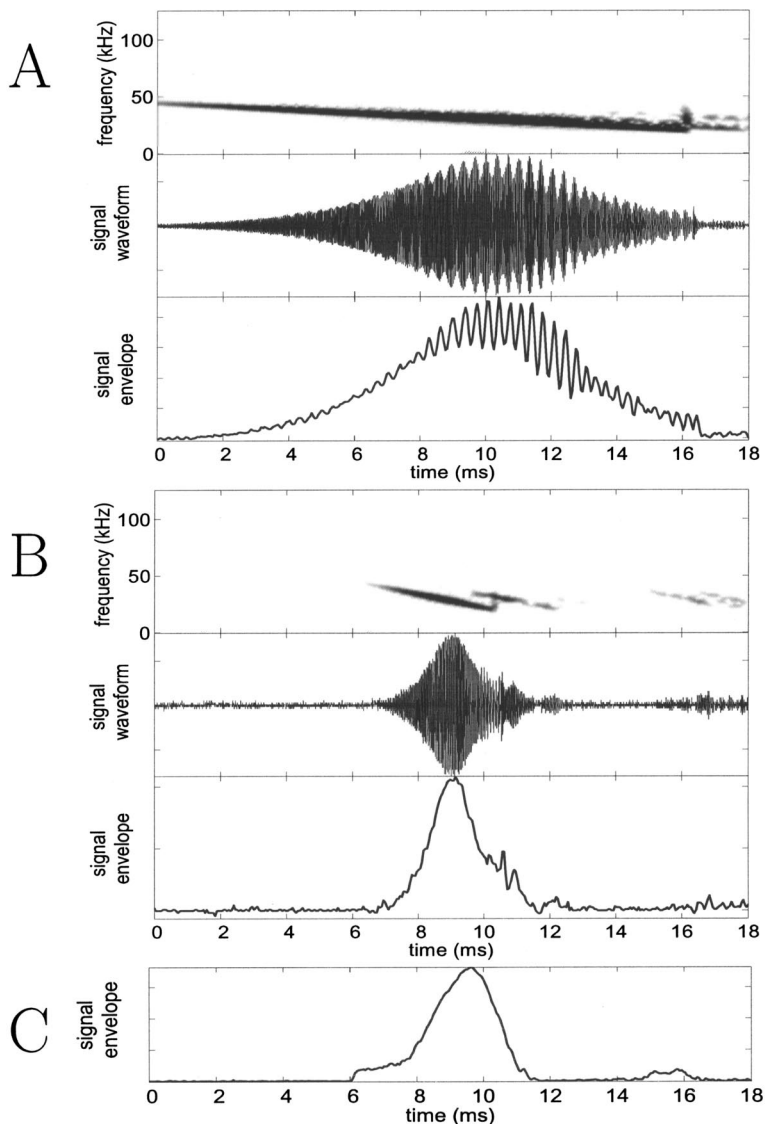 A
frequency (kHz)
100
50
0
signal
waveform
signal
envelope
0 2 4 6 8 10 12 14 16 18
time (ms)
B
frequency (kHz)
100
50
0
signal
waveform
signal
envelope
0 2 4 6 8 10 12 14 16 18
time (ms)
C
signal
envelope
0 2 4 6 8 10 12 14 16 18
time (ms)